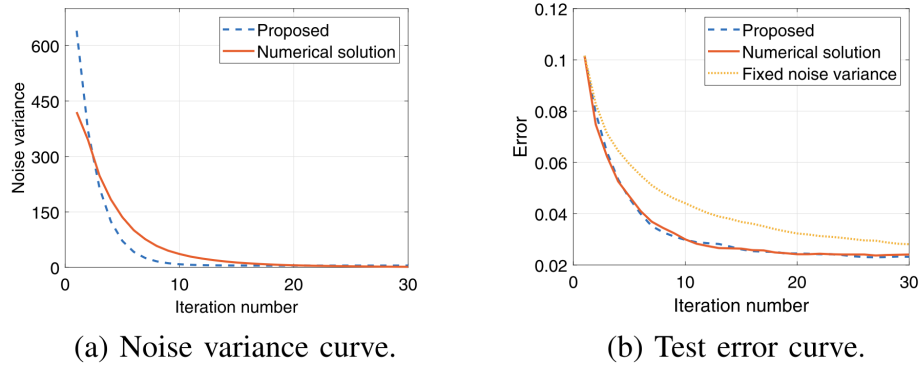 Noise variance
600
450
300
150
0
0
10
20
30
Iteration number
Proposed
Numerical solution
(a) Noise variance curve.
Error
0.12
0.1
0.08
0.06
0.04
0.02
0
10
20
30
Iteration number
Proposed
Numerical solution
Fixed noise variance
(b) Test error curve.